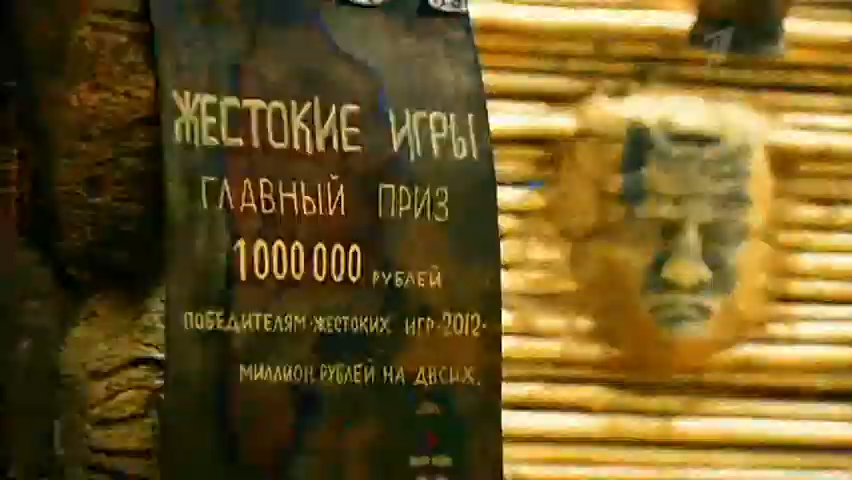 ЖЕСТОКИЕ ИГРЫ
ГЛАВНЫЙ ПРИЗ
1000 000 РУБЛЕЙ
ПОБЕДИТЕЛЯМ ЖЕСТОКИХ ИГР-2012-
МИЛЛИОН РУБЛЕЙ НА ДВОИХ.